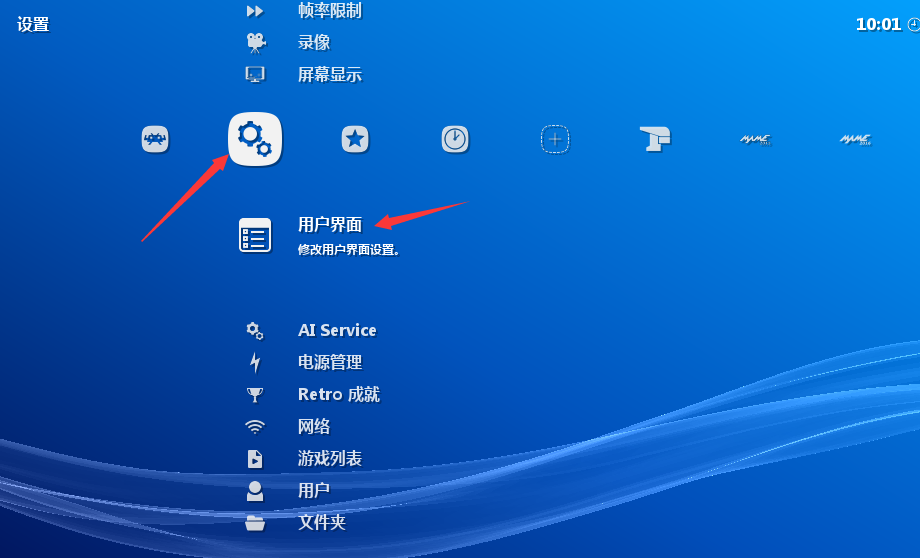 设置
10:01
帧率限制
录像
屏幕显示
MAME
MAME
用户界面
修改用户界面设置。
AI Service
电源管理
Retro 成就
网络
游戏列表
用户
文件夹